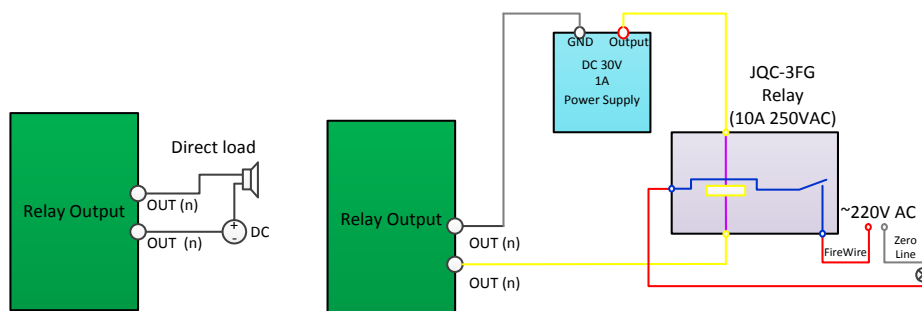 Relay Output
Direct load
OUT (n)
OUT (n)
+
-
DC
Relay Output
OUT (n)
OUT (n)
GND
Output
DC 30V
1A
Power Supply
JQC-3FG
Relay
(10A 250VAC)
~220V AC
FireWire
Zero
Line